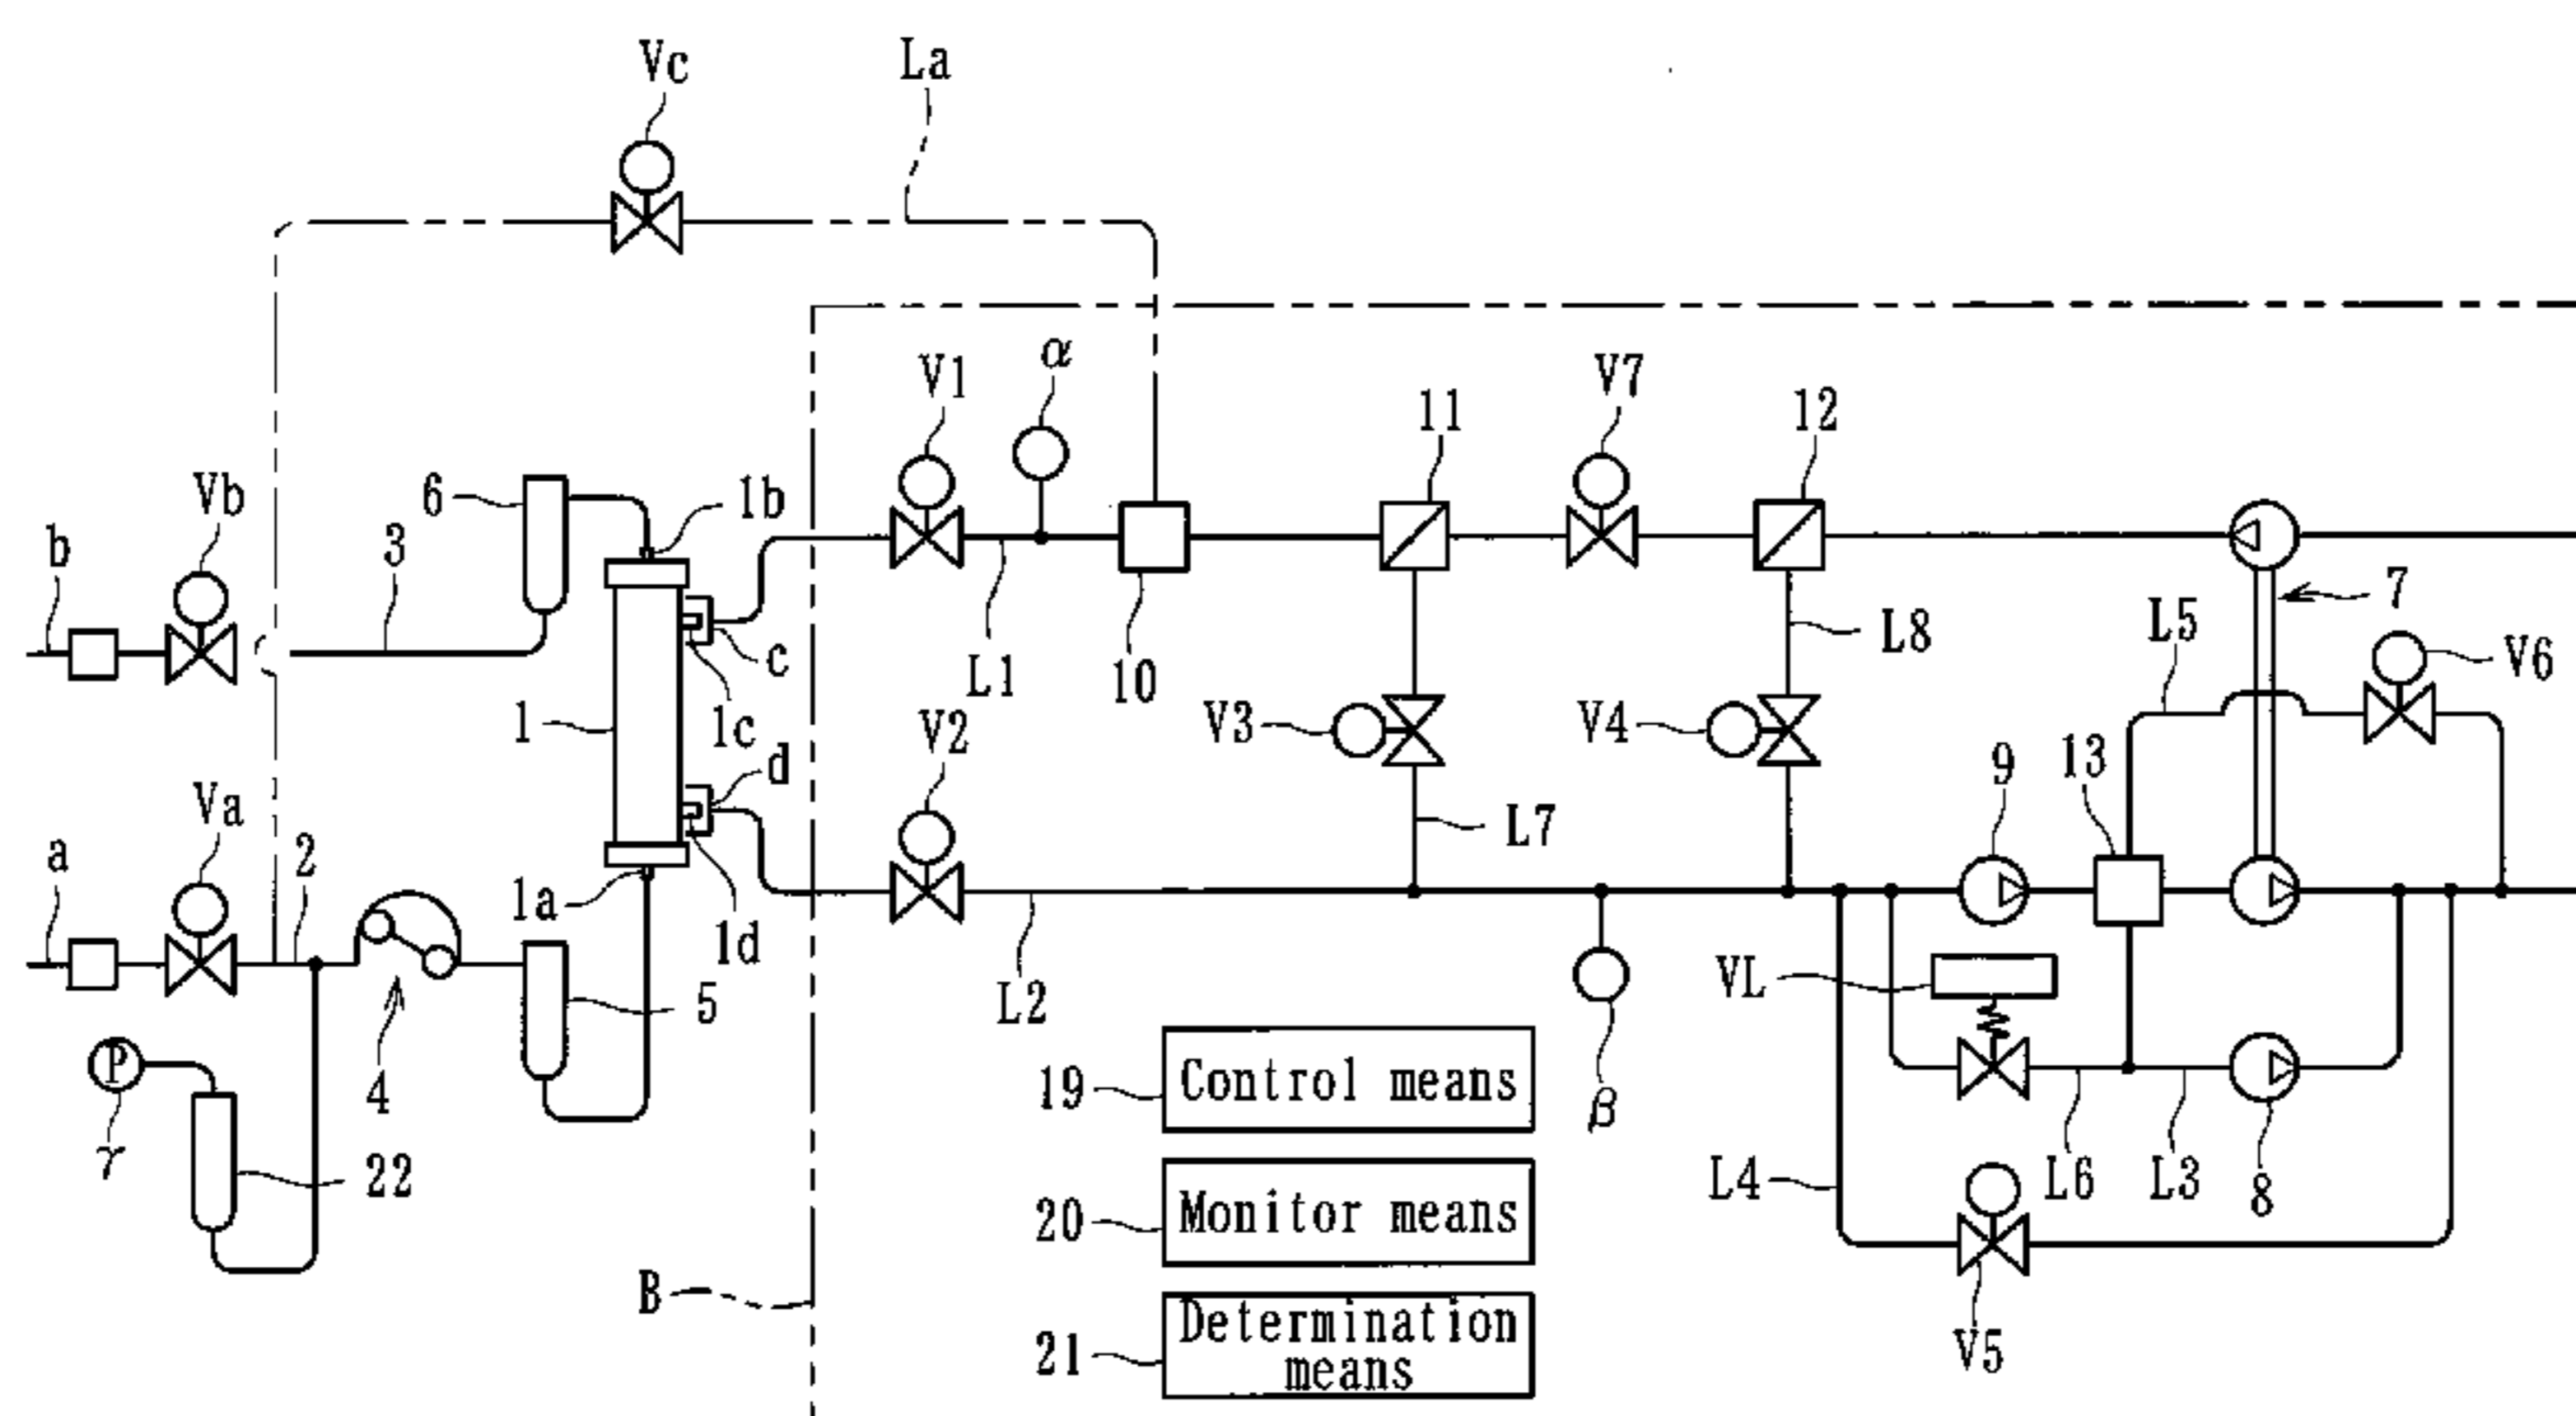 Vc
La
α
V1
V7
11
12
Vb
6
1b
b
3
7
c
L1
10
L8
L5
V6
1
1c
V2
V3
V4
d
9
13
Va
a
2
1a
L7
1d
5
L2
VL
P
4
γ
22
19
Control means
β
20
Monitor means
L4
L6
L3
8
B
21
Determination
means
V5